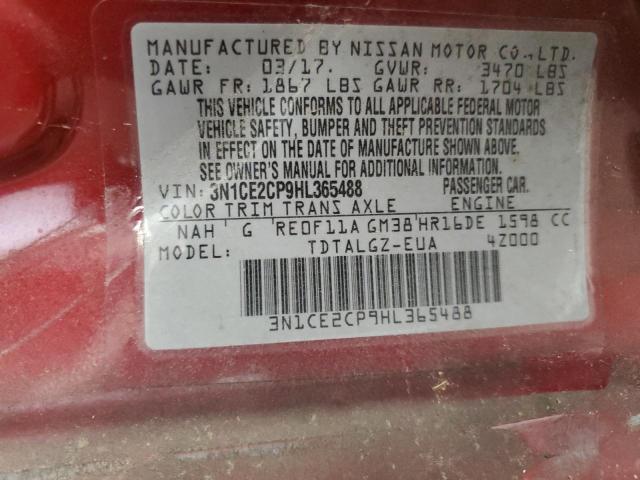 MANUFACTURED BY NISSAN MOTOR CO.,LTD.
DATE: 03/17. GVWR: 3470 LBS
GAWR FR: 1867 LBS GAWR RR: 1704 LBS
THIS VEHICLE CONFORMS TO ALL APPLICABLE FEDERAL MOTOR
VEHICLE SAFETY, BUMPER AND THEFT PREVENTION STANDARDS
IN EFFECT ON THE DATE OF MANUFACTURE SHOWN ABOVE.
SEE OWNER'S MANUAL FOR ADDITIONAL INFORMATION.
VIN: 3N1CE2CP9HL365488 PASSENGER CAR.
COLOR TRIM TRANS AXLE ENGINE
NAH G RE0F11A GM38 HR16DE 1598 CC
MODEL: TDTALGZ-EUA 4Z000
3N1CE2CP9HL365488